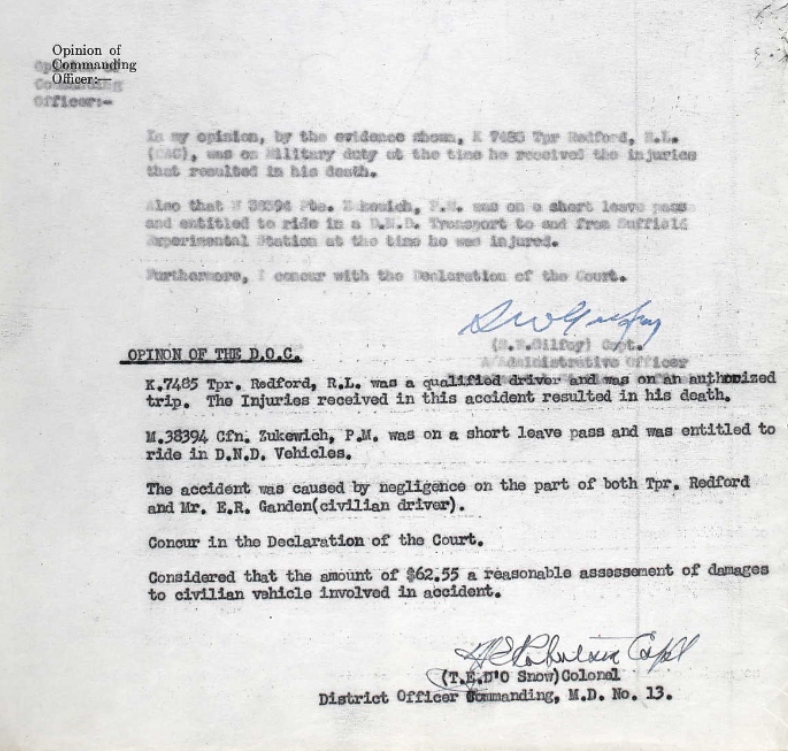 Opinion of
Commanding
Officer:—
Opinion of
Commanding
Officer:-
In my opinion, by the evidence shown, K 7485 Tpr Redford, R.L.
(CAC), was on Military duty at the time he received the injuries
that resulted in his death.
Also that M 38394 Pte. Zukewich, P.M. was on a short leave pass
and entitled to ride in a D.N.D. Transport to and from Suffield
Experimental Station at the time he was injured.
Furthermore, I concur with the Declaration of the Court.
Capt.
A/Administrative Officer
OPINON OF THE D.O.C.
K.7485 Tpr. Redford, R.L. was a qualified driver and was on an authorized
trip. The Injuries received in this accident resulted in his death.
M.38394 Cfn. Zukewich, P.M. was on a short leave pass and was entitled to
ride in D.N.D. Vehicles.
The accident was caused by negligence on the part of both Tpr. Redford
and Mr. E.R. Ganden(civilian driver).
Concur in the Declaration of the Court.
Considered that the amount of $62.55 a reasonable assessement of damages
to civilian vehicle involved in accident.
Capt
(T.E.D'O Snow)Colonel
District Officer Commanding, M.D. No. 13.